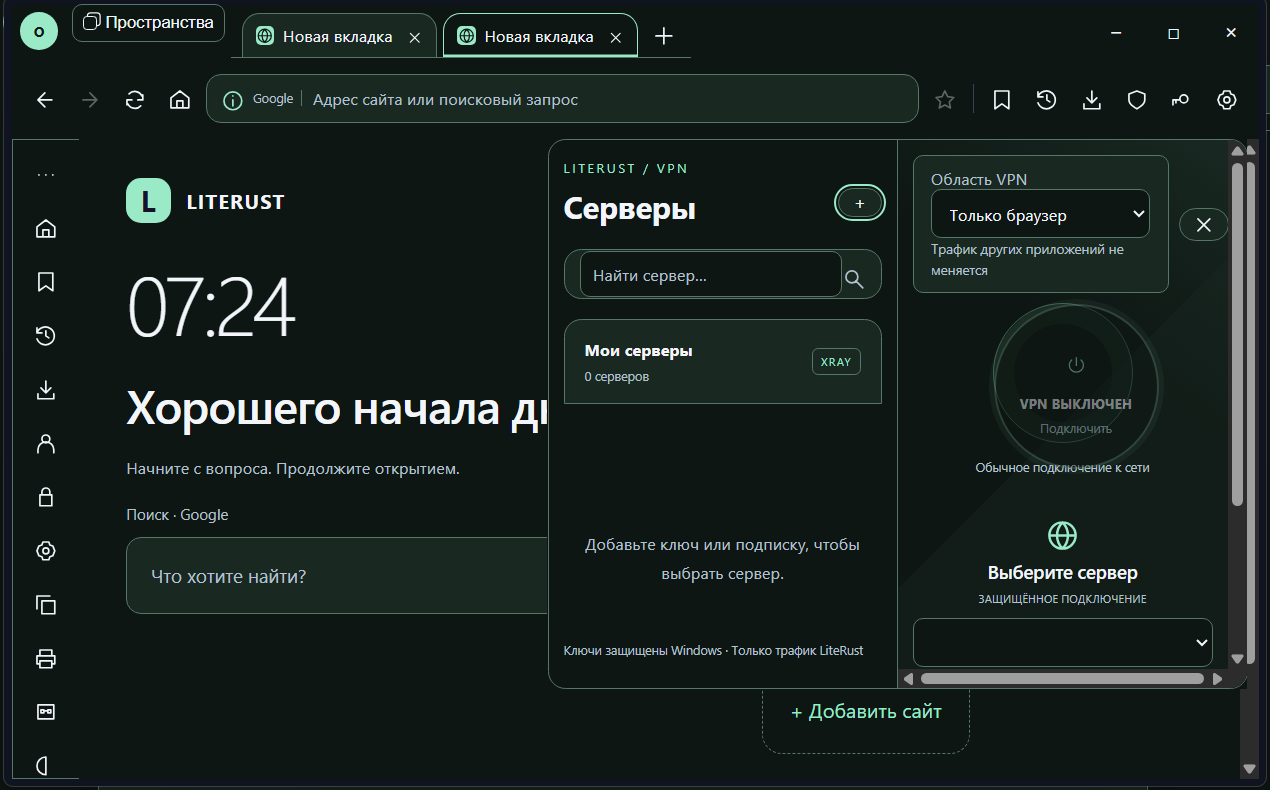 O
Пространства
Новая вкладка
Новая вкладка
Google
Адрес сайта или поисковый запрос
...
L
LITERUST
07:24
Хорошего начала
Начните с вопроса. Продолжите открытием.
Поиск · Google
Что хотите найти?
+ Добавить сайт
LITERUST / VPN
Серверы
+
Найти сервер...
Мои серверы
0 серверов
XRAY
Добавьте ключ или подписку, чтобы
выбрать сервер.
Ключи защищены Windows · Только трафик LiteRust
Область VPN
Только браузер
Трафик других приложений не
меняется
VPN ВЫКЛЮЧЕН
Подключить
Обычное подключение к сети
Выберите сервер
ЗАЩИЩЁННОЕ ПОДКЛЮЧЕНИЕ